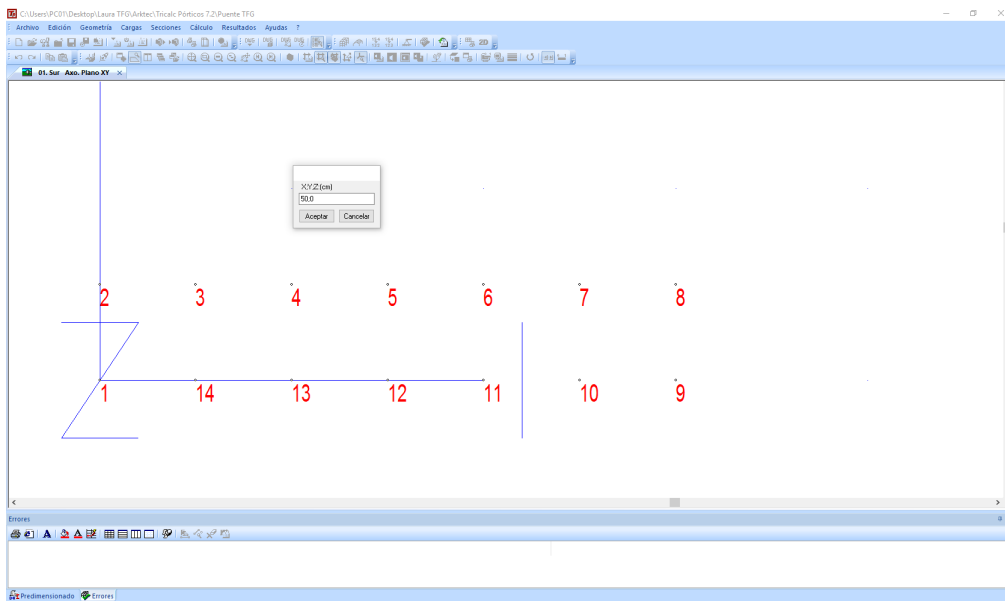 C:\Users\PC01\Desktop\Laura TFG\Arktec\Tricalc Pórticos 7.2\Puente TFG
Archivo Edición Geometría Cargas Secciones Cálculo Resultados Ayudas ?
2D
01. Sur Axo. Plano XY
X;Y;Z:(cm)
50;0
Aceptar Cancelar
2 3 4 5 6 7 8
1 14 13 12 11 10 9
Errores
Predimensionado Errores